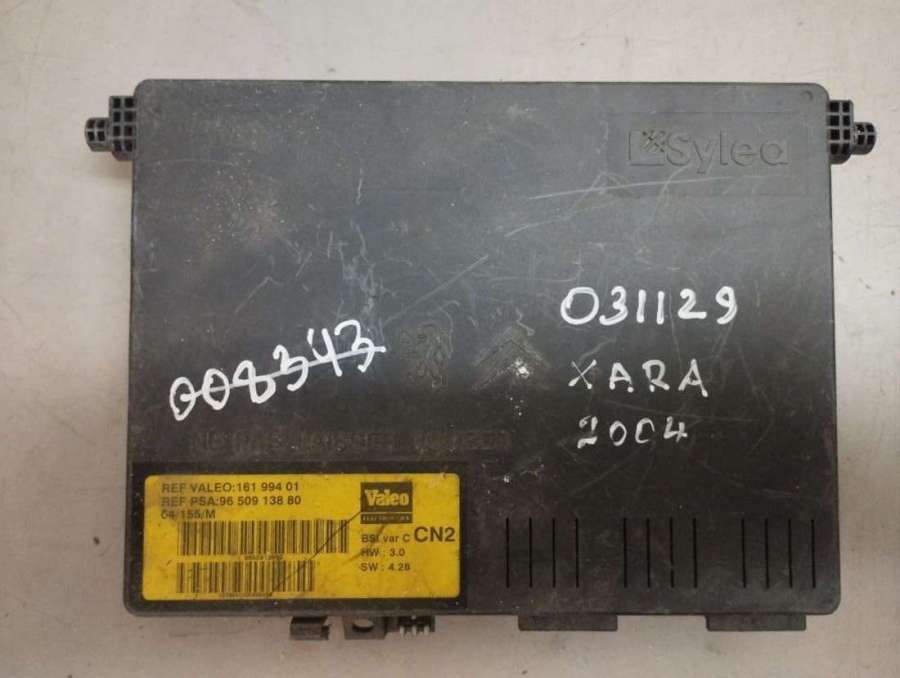 Sylea
031129
XARA
2004
008343
REF VALEO:161 994 01
REF PSA:96 509 138 80
04/155/M
Valeo
BSI var C CN2
HW : 3.0
SW : 4.28